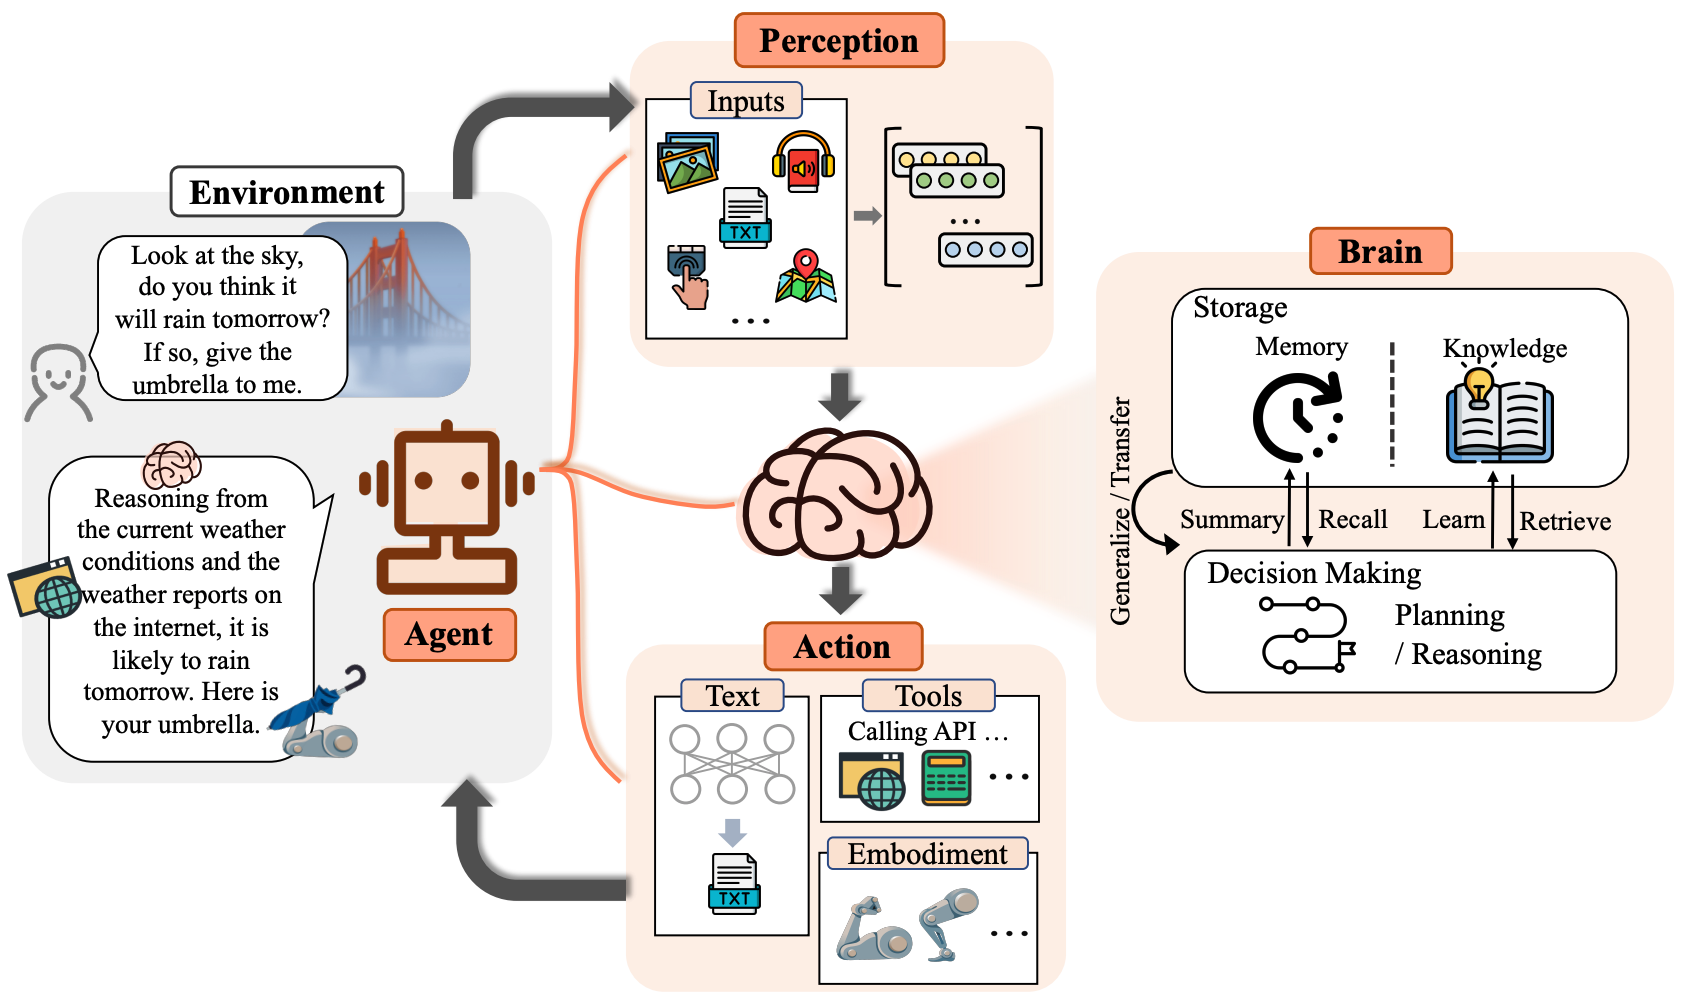 Perception
Inputs
TXT
...
...
Environment
Look at the sky,
do you think it
will rain tomorrow?
If so, give the
umbrella to me.
Reasoning from
the current weather
conditions and the
weather reports on
the internet, it is
likely to rain
tomorrow. Here is
your umbrella.
Agent
Brain
Storage
Memory
Knowledge
Generalize / Transfer
Summary
Recall
Learn
Retrieve
Decision Making
Planning
/ Reasoning
Action
Text
TXT
Tools
Calling API ...
...
Embodiment
...